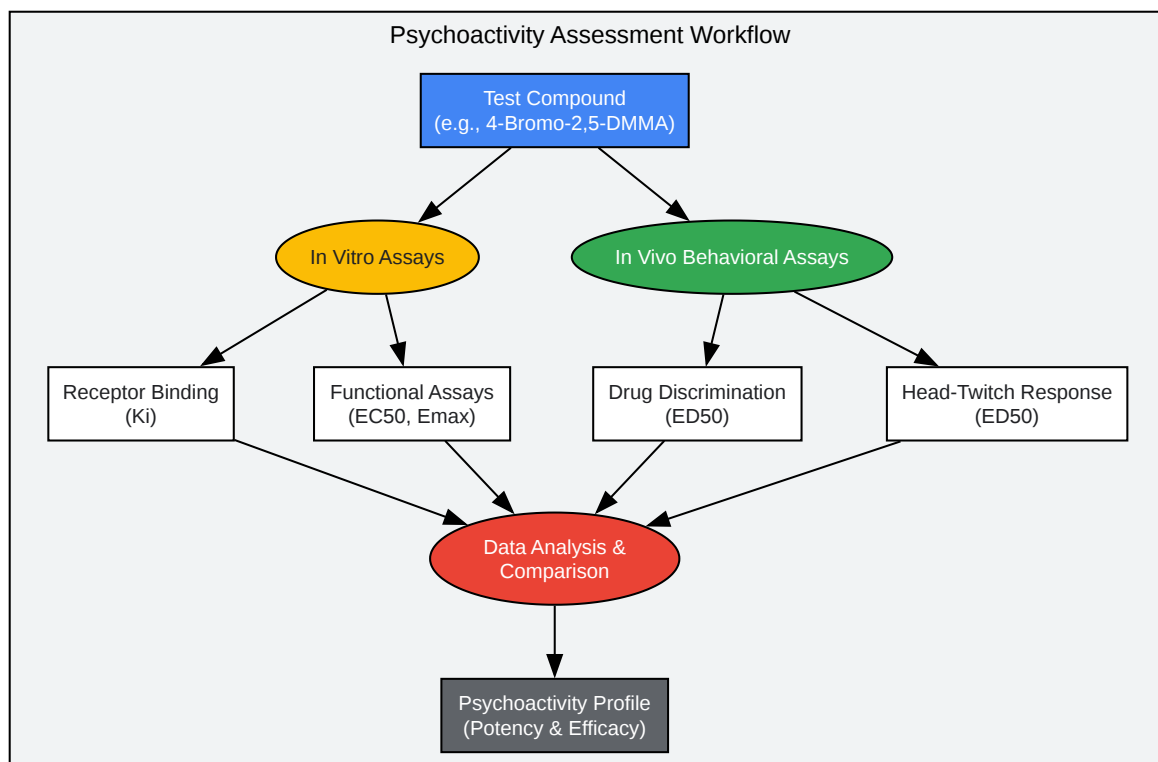 Psychoactivity Assessment Workflow
Test Compound
(e.g., 4-Bromo-2,5-DMMA)
In Vitro Assays
In Vivo Behavioral Assays
Receptor Binding
(Ki)
Functional Assays
(EC50, Emax)
Drug Discrimination
(ED50)
Head-Twitch Response
(ED50)
Data Analysis &
Comparison
Psychoactivity Profile
(Potency & Efficacy)